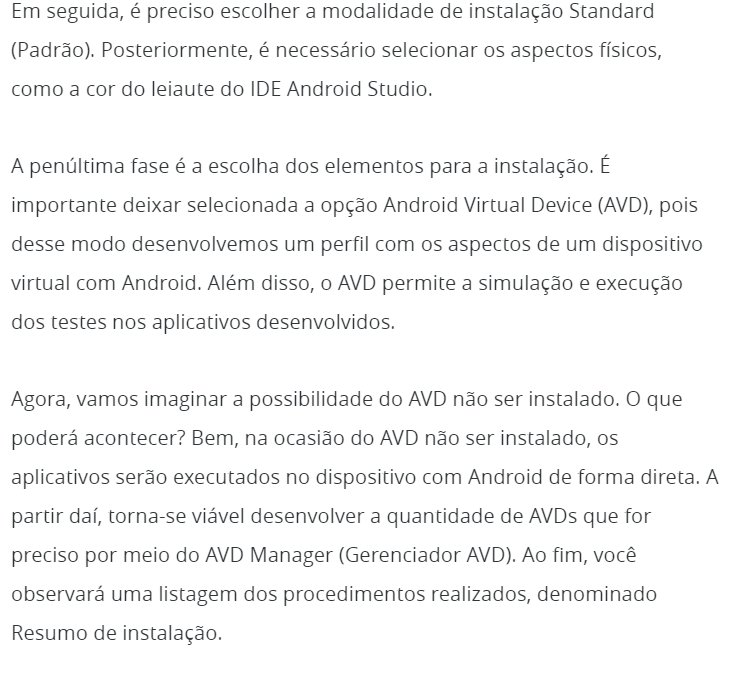 Em seguida, é preciso escolher a modalidade de instalação Standard
(Padrão). Posteriormente, é necessário selecionar os aspectos físicos,
como a cor do leiaute do IDE Android Studio.
A penúltima fase é a escolha dos elementos para a instalação. É
importante deixar selecionada a opção Android Virtual Device (AVD), pois
desse modo desenvolvemos um perfil com os aspectos de um dispositivo
virtual com Android. Além disso, o AVD permite a simulação e execução
dos testes nos aplicativos desenvolvidos.
Agora, vamos imaginar a possibilidade do AVD não ser instalado. O que
poderá acontecer? Bem, na ocasião do AVD não ser instalado, os
aplicativos serão executados no dispositivo com Android de forma direta. A
partir daí, torna-se viável desenvolver a quantidade de AVDs que for
preciso por meio do AVD Manager (Gerenciador AVD). Ao fim, você
observará uma listagem dos procedimentos realizados, denominado
Resumo de instalação.